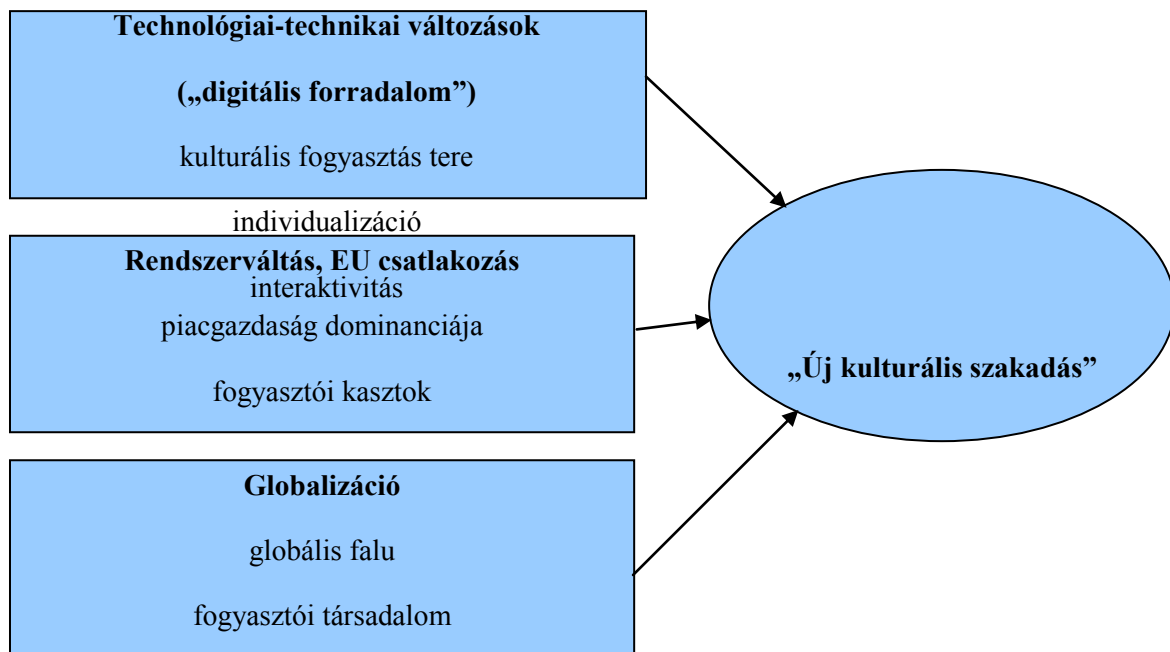 Technológiai-technikai változások
(„digitális forradalom”)
kulturális fogyasztás tere
individualizáció
interaktivitás
Rendszerváltás, EU csatlakozás
piacgazdaság dominanciája
fogyasztói kasztok
Globalizáció
globális falu
fogyasztói társadalom
„Új kulturális szakadás”